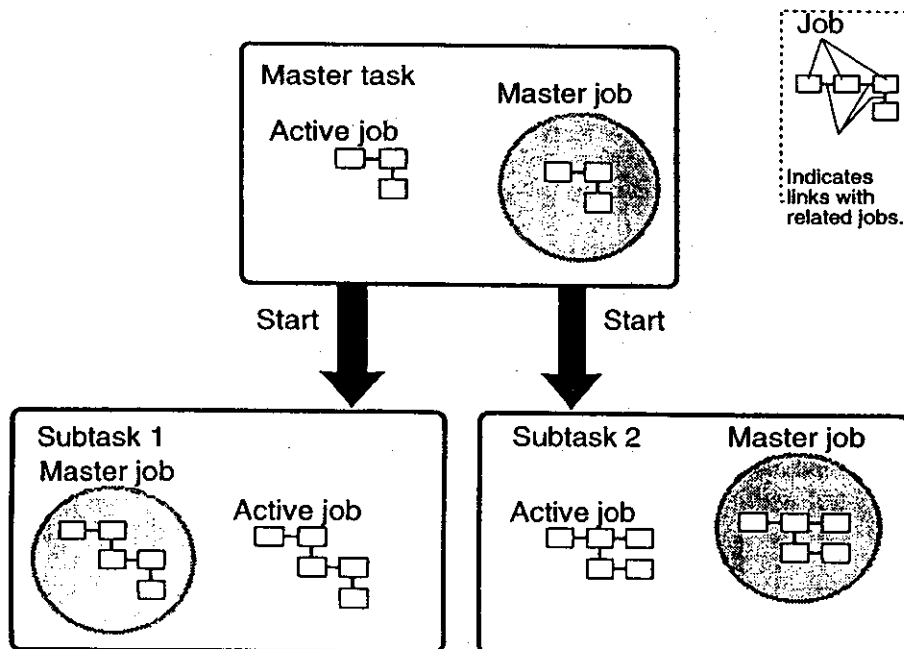 Job
Indicates
links with
related jobs.
Master task
Master job
Active job
Start
Start
Subtask 1
Master job
Active job
Subtask 2
Master job
Active job